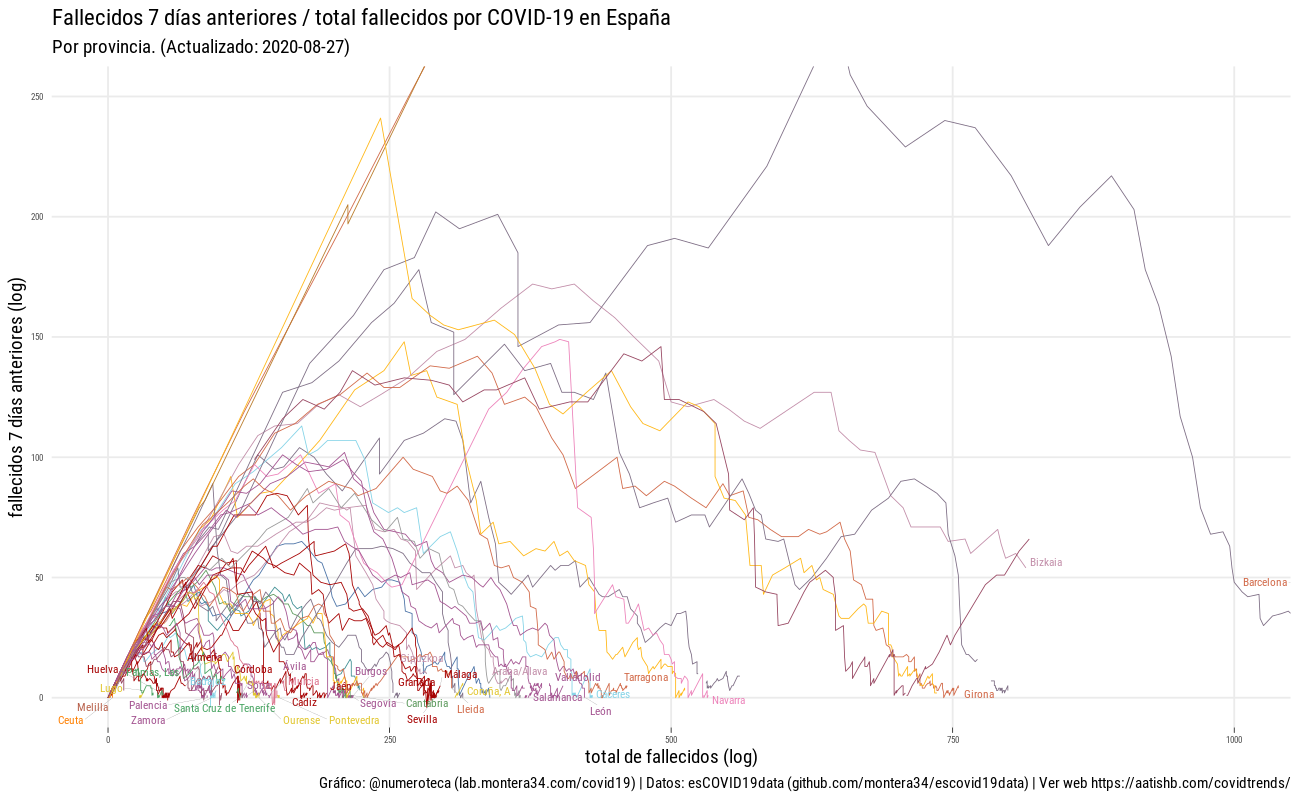 Fallecidos 7 días anteriores / total fallecidos por COVID-19 en España
Por provincia. (Actualizado: 2020-08-27)
fallecidos 7 días anteriores (log)
250
200
150
100
50
0
Bizkaia
Barcelona
Almería
Huelva
Córdoba
Ávila
Burgos
Málaga
Araba/Álava
Valladolid
Tarragona
Lugo
Granada
Coruña, A
Salamanca
Girona
Navarra
Melilla
Palencia
Santa Cruz de Tenerife
Cádiz
Segovia
Cantabria
Lleida
León
Ceuta
Zamora
Ourense
Pontevedra
Sevilla
0
250
500
750
1000
total de fallecidos (log)
Gráfico: @numeroteca (lab.montera34.com/covid19) | Datos: esCOVID19data (github.com/montera34/escovid19data) | Ver web https://aatishb.com/covidtrends/